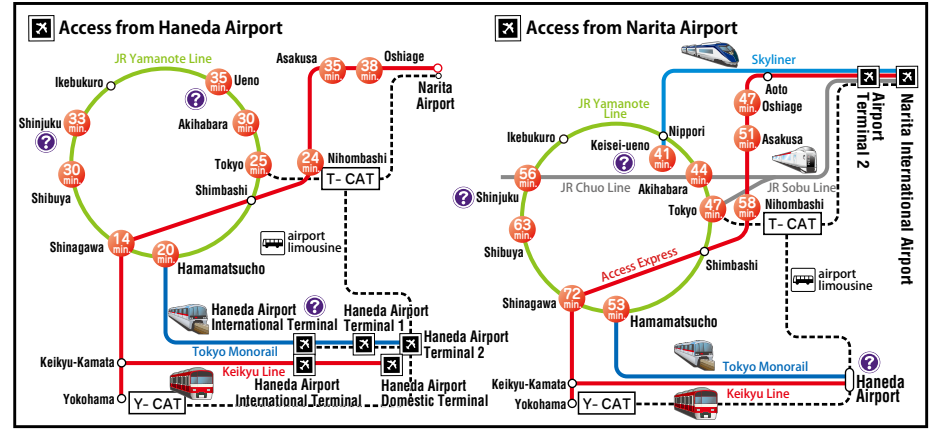 Access from Haneda Airport
JR Yamanote Line
Ikebukuro
35
min.
Ueno
?
33
min.
Shinjuku
?
30
min.
Akihabara
30
min.
Shibuya
Tokyo
25
min.
Shimbashi
Asakusa
35
min.
38
min.
Oshiage
Narita
Airport
24
min.
Nihombashi
T- CAT
Shinagawa
14
min.
20
min.
Hamamatsucho
airport
limousine
Haneda Airport
International Terminal
?
Haneda Airport
Terminal 1
Haneda Airport
Terminal 2
Tokyo Monorail
Keikyu-Kamata
Keikyu Line
Haneda Airport
International Terminal
Haneda Airport
Domestic Terminal
Yokohama
Y- CAT
Access from Narita Airport
Skyliner
Aoto
47
min.
Oshiage
51
min.
Asakusa
Airport
Terminal 2
Narita International Airport
JR Yamanote
Line
Ikebukuro
Nippori
Keisei-ueno
?
41
min.
56
min.
?
Shinjuku
JR Chuo Line
44
min.
Akihabara
JR Sobu Line
Tokyo
47
min.
58
min.
Nihombashi
T- CAT
63
min.
Shibuya
Shimbashi
Access Express
airport
limousine
Shinagawa
72
min.
53
min.
Hamamatsucho
Tokyo Monorail
?
Haneda
Airport
Keikyu-Kamata
Keikyu Line
Yokohama
Y- CAT